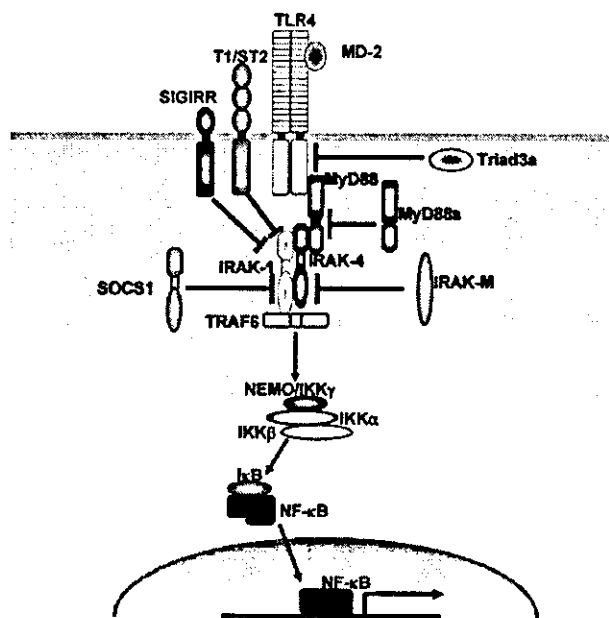 TLR4
T1/ST2
MD-2
SIGIRR
Triad3a
MyD88
MyD88s
IRAK-1
IRAK-4
SOCS1
IRAK-M
TRAF6
NEMO/IKKγ
IKKα
IKKβ
IκB
NF-κB
NF-κB